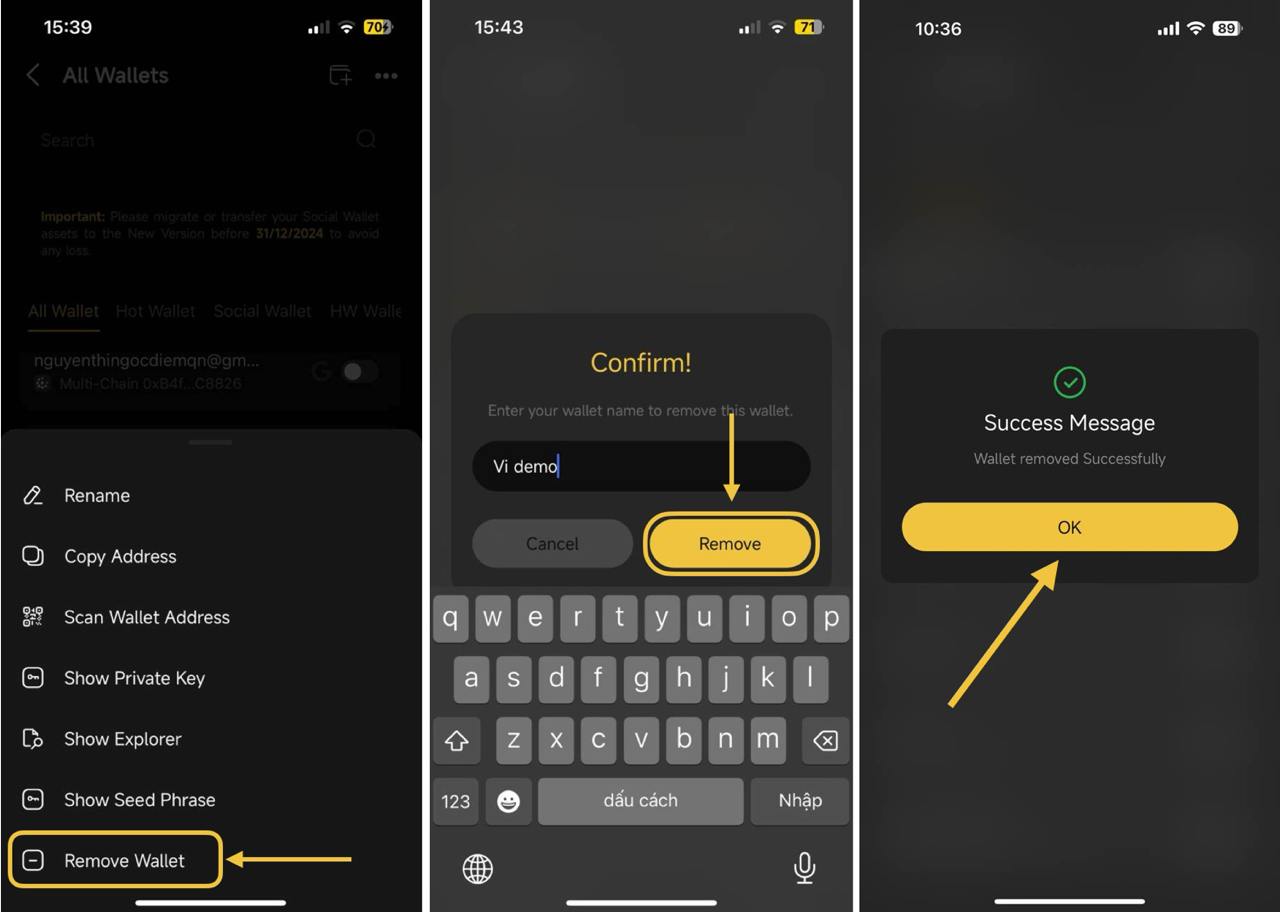 15:39
70
All Wallets
Search
Important: Please migrate or transfer your Social Wallet
assets to the New Version before 31/12/2024 to avoid
any loss.
All Wallet Hot Wallet Social Wallet HW Walle
nguyenthingocdiemqn@gm...
Multi-Chain 0xB4f...C8826
Rename
Copy Address
Scan Wallet Address
Show Private Key
Show Explorer
Show Seed Phrase
Remove Wallet
15:43
71
Confirm!
Enter your wallet name to remove this wallet.
Vi demo
Cancel Remove
q w e r t y u i o p
a s d f g h j k l
z x c v b n m
123 dấu cách Nhập
10:36
89
Success Message
Wallet removed Successfully
OK